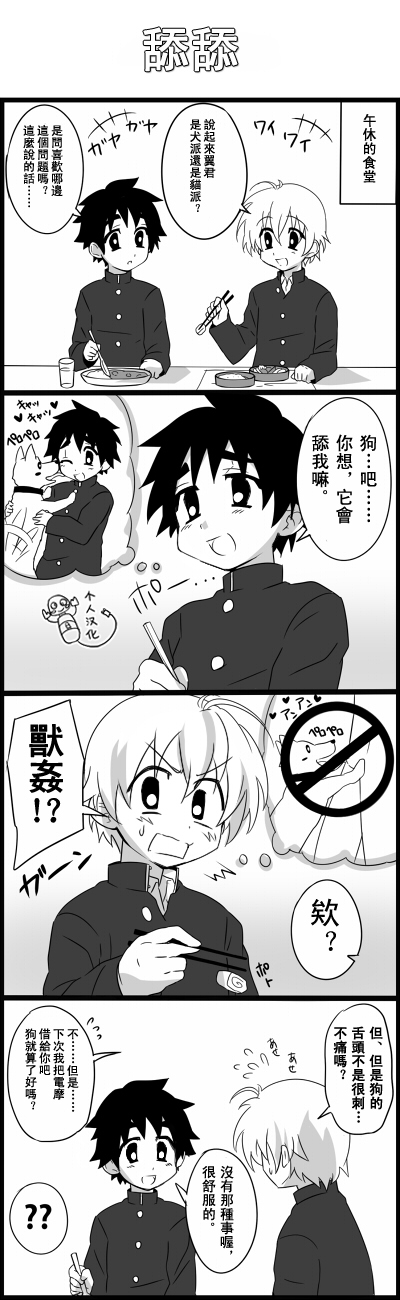 舔舔
午休的食堂
ワイワイ
說起來翼君
是犬派還是貓派？
ガヤガヤ
是問喜歡哪邊
這個問題嗎？
這麼說的話……
狗…吧……
你想，它會
舔我嘛。
キャッ
キャッ
ペロペロ
ポー……
个人汉化
アンアン
ペロペロ
獸姦
!?
ガーン
欸？
ポト
但、但是狗的
舌頭不是很刺…
不痛嗎？
あせ
あせ
不……但是……
下次我把電摩
借給你吧
狗就算了好嗎？
沒有那種事喔，
很舒服的。
??